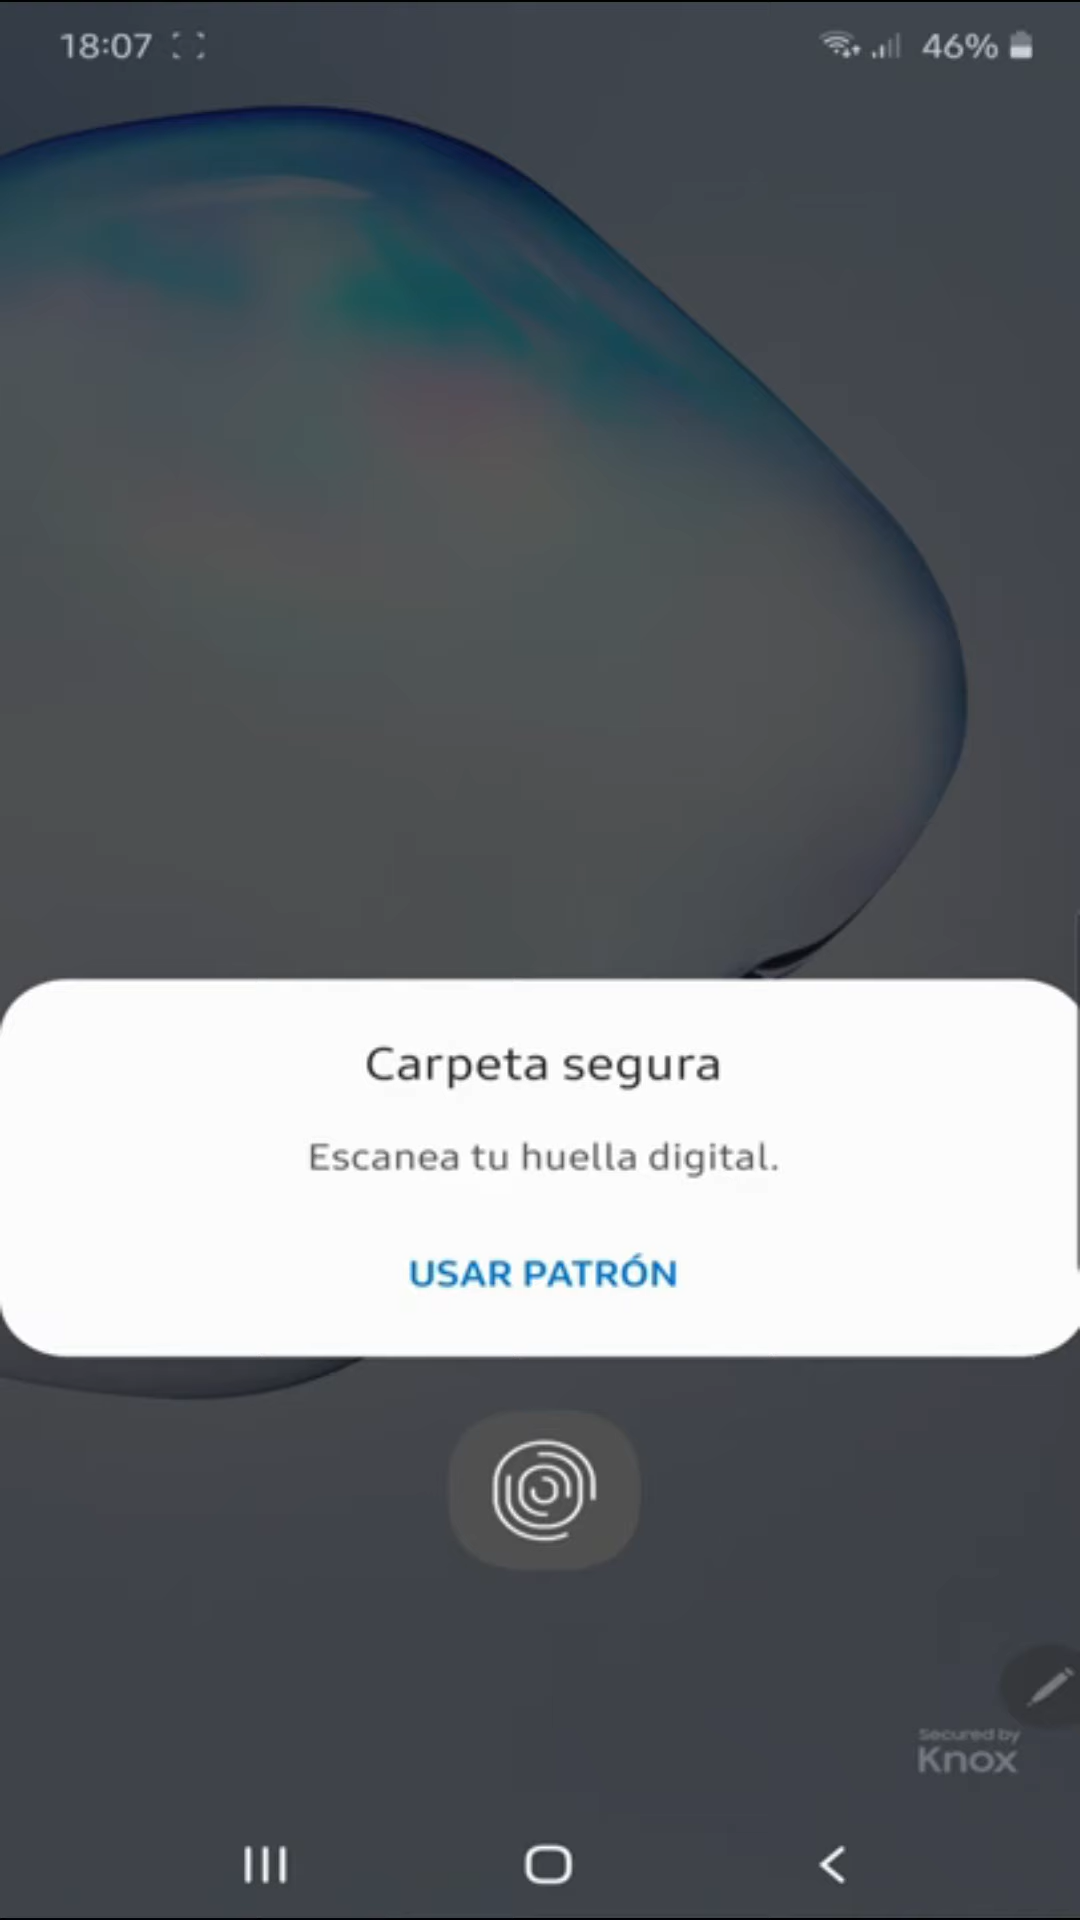 18:07
46%
Carpeta segura
Escanea tu huella digital.
USAR PATRÓN
Secured by
Knox